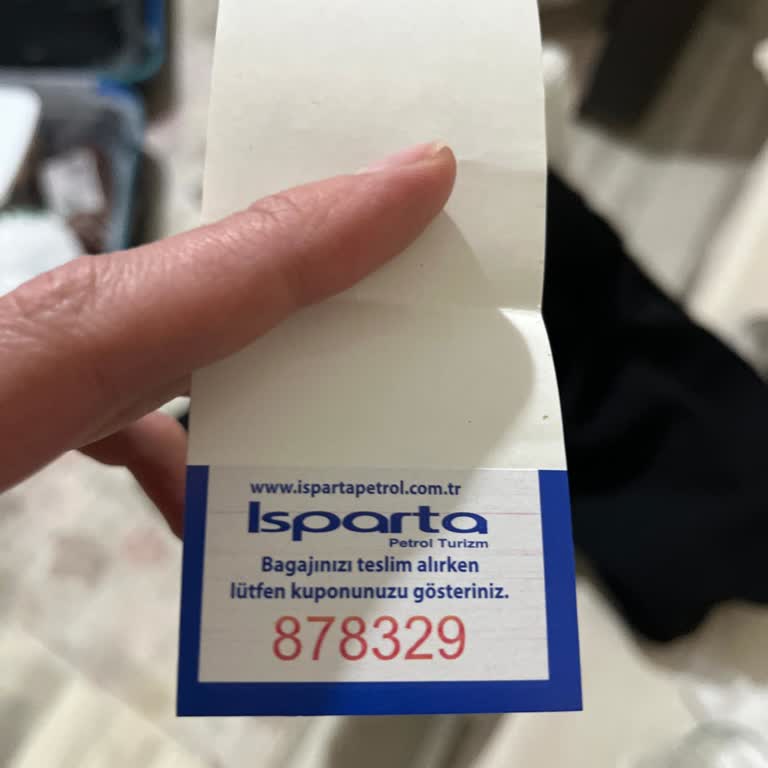 www.ispartapetrol.com.tr
Isparta
Petrol Turizm
Bagajınızı teslim alırken
lütfen kuponunuzu gösteriniz.
878329